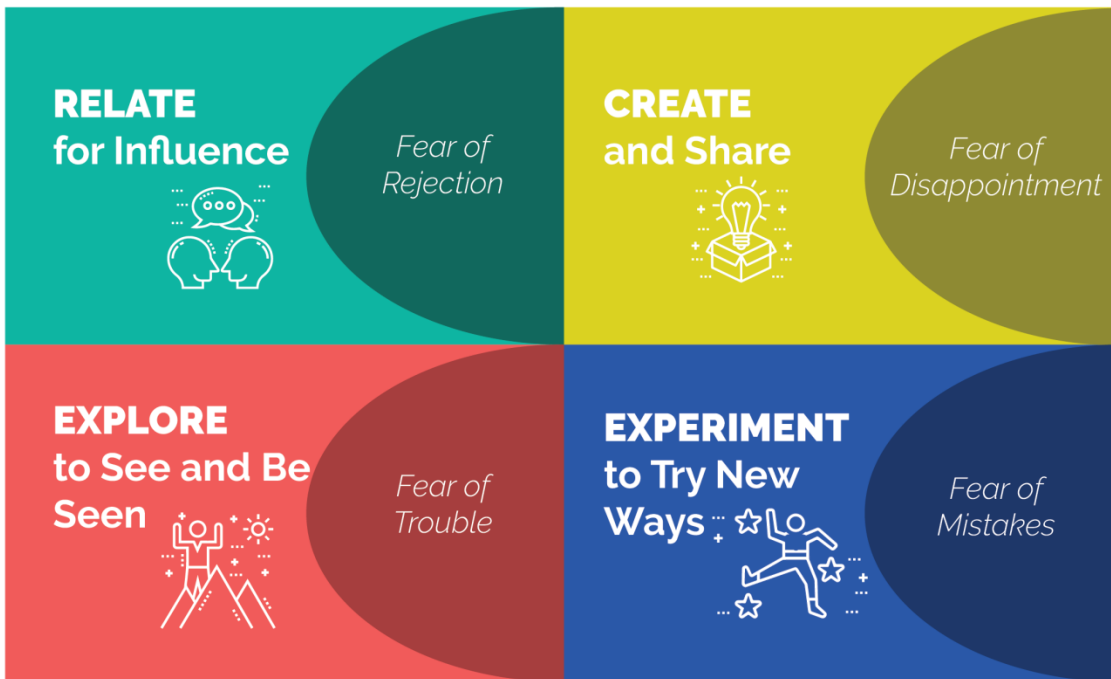 RELATE
for Influence
Fear of
Rejection
CREATE
and Share
Fear of
Disappointment
EXPLORE
to See and Be
Seen
Fear of
Trouble
EXPERIMENT
to Try New
Ways
Fear of
Mistakes